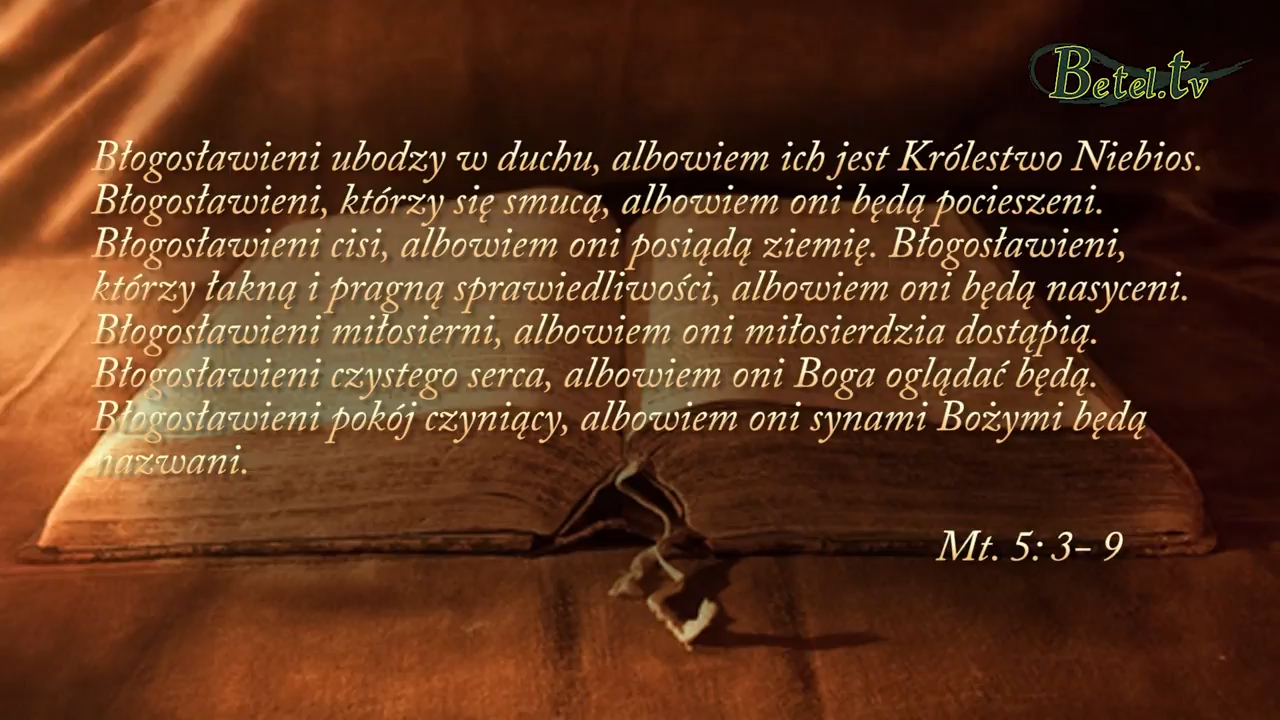 Betel.tv
Błogosławieni ubodzy w duchu, albowiem ich jest Królestwo Niebios.
Błogosławieni, którzy się smucą, albowiem oni będą pocieszeni.
Błogosławieni cisi, albowiem oni posiądą ziemię. Błogosławieni,
którzy łakną i pragną sprawiedliwości, albowiem oni będą nasyceni.
Błogosławieni miłosierni, albowiem oni miłosierdzia dostąpią.
Błogosławieni czystego serca, albowiem oni Boga oglądać będą.
Błogosławieni pokój czyniący, albowiem oni synami Bożymi będą
nazwani.
Mt. 5: 3– 9